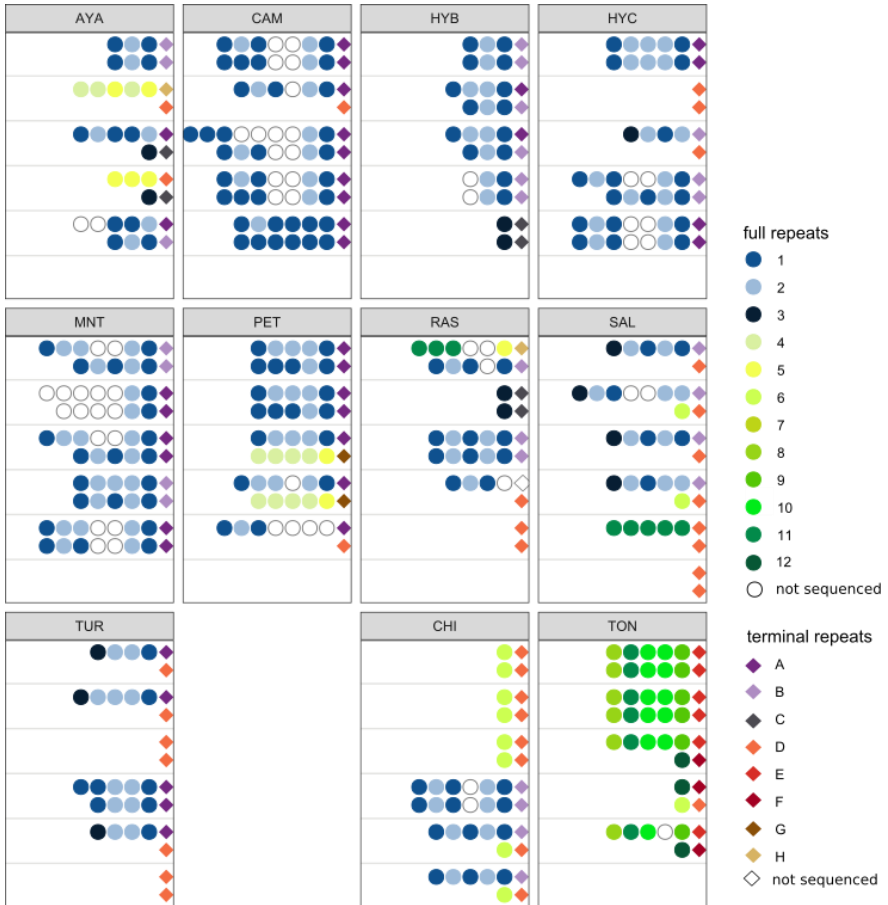 AYA CAM HYB HYC
MNT PET RAS SAL
TUR CHI TON
full repeats
1
2
3
4
5
6
7
8
9
10
11
12
not sequenced
terminal repeats
A
B
C
D
E
F
G
H
not sequenced